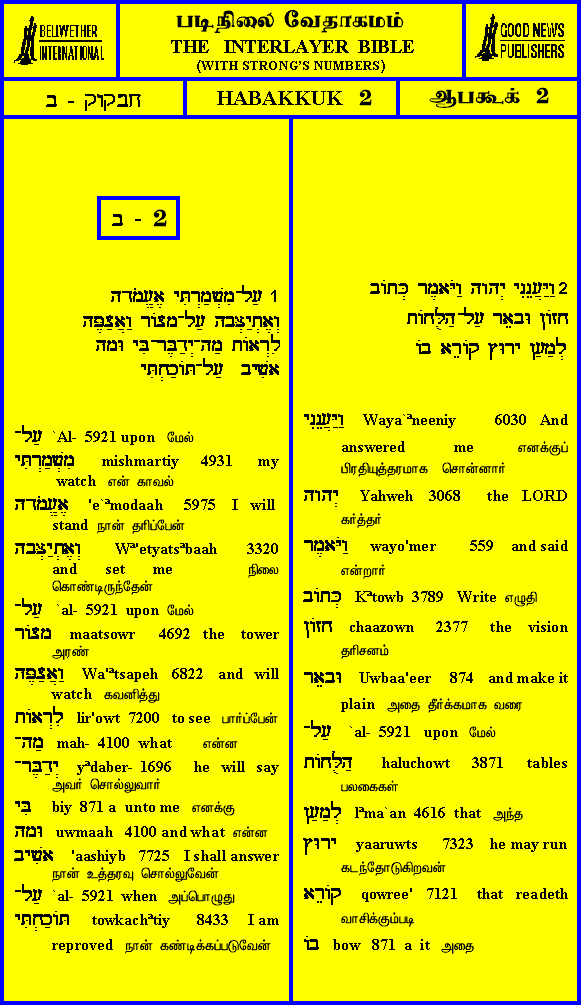 BELLWETHER
INTERNATIONAL
படிநிலை வேதாகமம்
THE INTERLAYER BIBLE
(WITH STRONG'S NUMBERS)
GOOD NEWS
PUBLISHERS
חבקוק - ב
HABAKKUK 2
ஆபகூக் 2
ב - 2
1 עַל־מִשְׁמַרְתִּי אֶעֱמֹדָה
וְאֶתְיַצְּבָה עַל־מָצוֹר וַאֲצַפֶּה
לִרְאוֹת מַה־יְדַבֶּר־בִּי וּמָה
אָשִׁיב עַל־תּוֹכַחְתִּי
עַל־ `Al- 5921 upon மேல்
מִשְׁמַרְתִּי mishmartiy 4931 my
watch என் காவல்
אֶעֱמֹדָה 'e`ᵃmodaah 5975 I will
stand நான் தரிப்பேன்
וְאֶתְיַצְּבָה Wᵃ'etyatsᵃbaah 3320
and set me நிலை
கொண்டிருந்தேன்
עַל־ `al- 5921 upon மேல்
מָצוֹר maatsowr 4692 the tower
அரண்
וַאֲצַפֶּה Wa'ᵃtsapeh 6822 and will
watch கவனித்து
לִרְאוֹת lir'owt 7200 to see பார்ப்பேன்
מַה־ mah- 4100 what என்ன
יְדַבֶּר־ yᵃdaber- 1696 he will say
அவர் சொல்லுவார்
בִּי biy 871 a unto me எனக்கு
וּמָה uwmaah 4100 and what என்ன
אָשִׁיב 'aashiyb 7725 I shall answer
நான் உத்தரவு சொல்லுவேன்
עַל־ `al- 5921 when அப்பொழுது
תּוֹכַחְתִּי towkachᵃtiy 8433 I am
reproved நான் கண்டிக்கப்படுவேன்
2 וַיַּעֲנֵנִי יְהוָה וַיֹּאמֶר כְּתוֹב
חָזוֹן וּבָאֵר עַל־הַלֻּחוֹת
לְמַעַן יָרוּץ קוֹרֵא בוֹ
וַיַּעֲנֵנִי Waya`ᵃneeniy 6030 And
answered me எனக்குப்
பிரதியுத்தரமாக சொன்னார்
יְהוָה Yahweh 3068 the LORD
கர்த்தர்
וַיֹּאמֶר wayo'mer 559 and said
என்றார்
כְּתוֹב Kᵃtowb 3789 Write எழுதி
חָזוֹן chaazown 2377 the vision
தரிசனம்
וּבָאֵר Uwbaa'eer 874 and make it
plain அதை தீர்க்கமாக வரை
עַל־ `al- 5921 upon மேல்
הַלֻּחוֹת haluchowt 3871 tables
பலகைகள்
לְמַעַן lᵃma`an 4616 that அந்த
יָרוּץ yaaruwts 7323 he may run
கடந்தோடுகிறவன்
קוֹרֵא qowree' 7121 that readeth
வாசிக்கும்படி
בוֹ bow 871 a it அதை